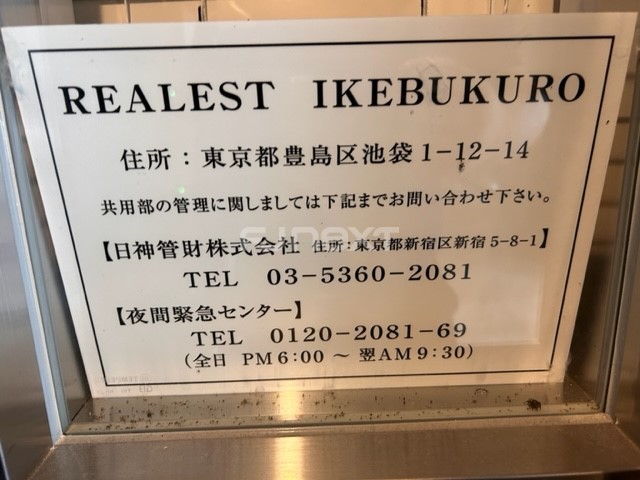 REALEST IKEBUKURO
住所：東京都豊島区池袋1-12-14
共用部の管理に関しましては下記までお問い合わせ下さい。
【日神管財株式会社 住所：東京都新宿区新宿5-8-1】
TEL 03-5360-2081
【夜間緊急センター】
TEL 0120-2081-69
（全日 PM6:00 ～ 翌AM9:30）